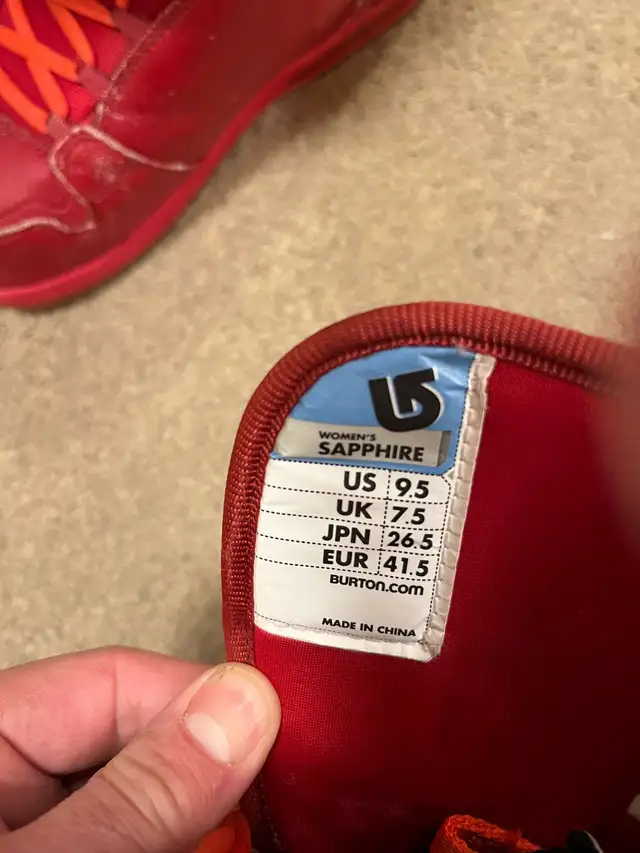 WOMEN'S
SAPPHIRE
US 9.5
UK 7.5
JPN 26.5
EUR 41.5
BURTON.COM
MADE IN CHINA